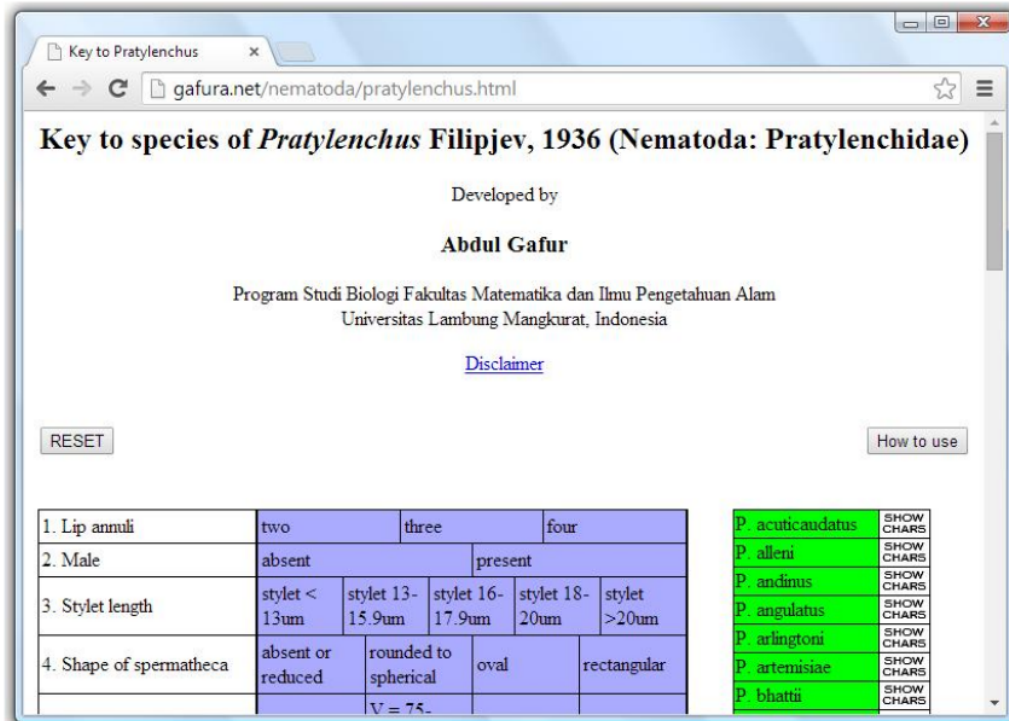 Key to Pratylenchus
gafura.net/nematoda/pratylenchus.html
Key to species of Pratylenchus Filipjev, 1936 (Nematoda: Pratylenchidae)
Developed by
Abdul Gafur
Program Studi Biologi Fakultas Matematika dan Ilmu Pengetahuan Alam
Universitas Lambung Mangkurat, Indonesia
Disclaimer
RESET How to use
1. Lip annuli two three four
2. Male absent present
3. Stylet length stylet < 13um stylet 13-15.9um stylet 16-17.9um stylet 18-20um stylet >20um
4. Shape of spermatheca absent or reduced rounded to spherical oval rectangular
V = 75-
P. acuticaudatus SHOW CHARS
P. alleni SHOW CHARS
P. andinus SHOW CHARS
P. angulatus SHOW CHARS
P. arlingtoni SHOW CHARS
P. artemisiae SHOW CHARS
P. bhattii SHOW CHARS